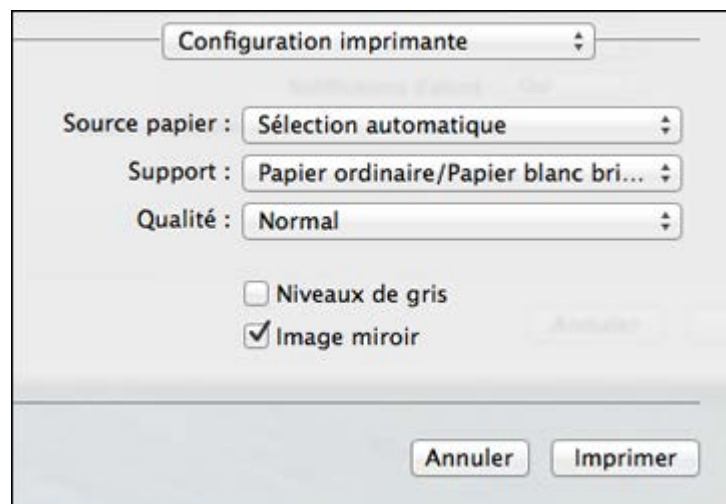 Configuration imprimante
Source papier : Sélection automatique
Support : Papier ordinaire/Papier blanc bri...
Qualité : Normal
Niveaux de gris
Image miroir
Annuler
Annuler Imprimer